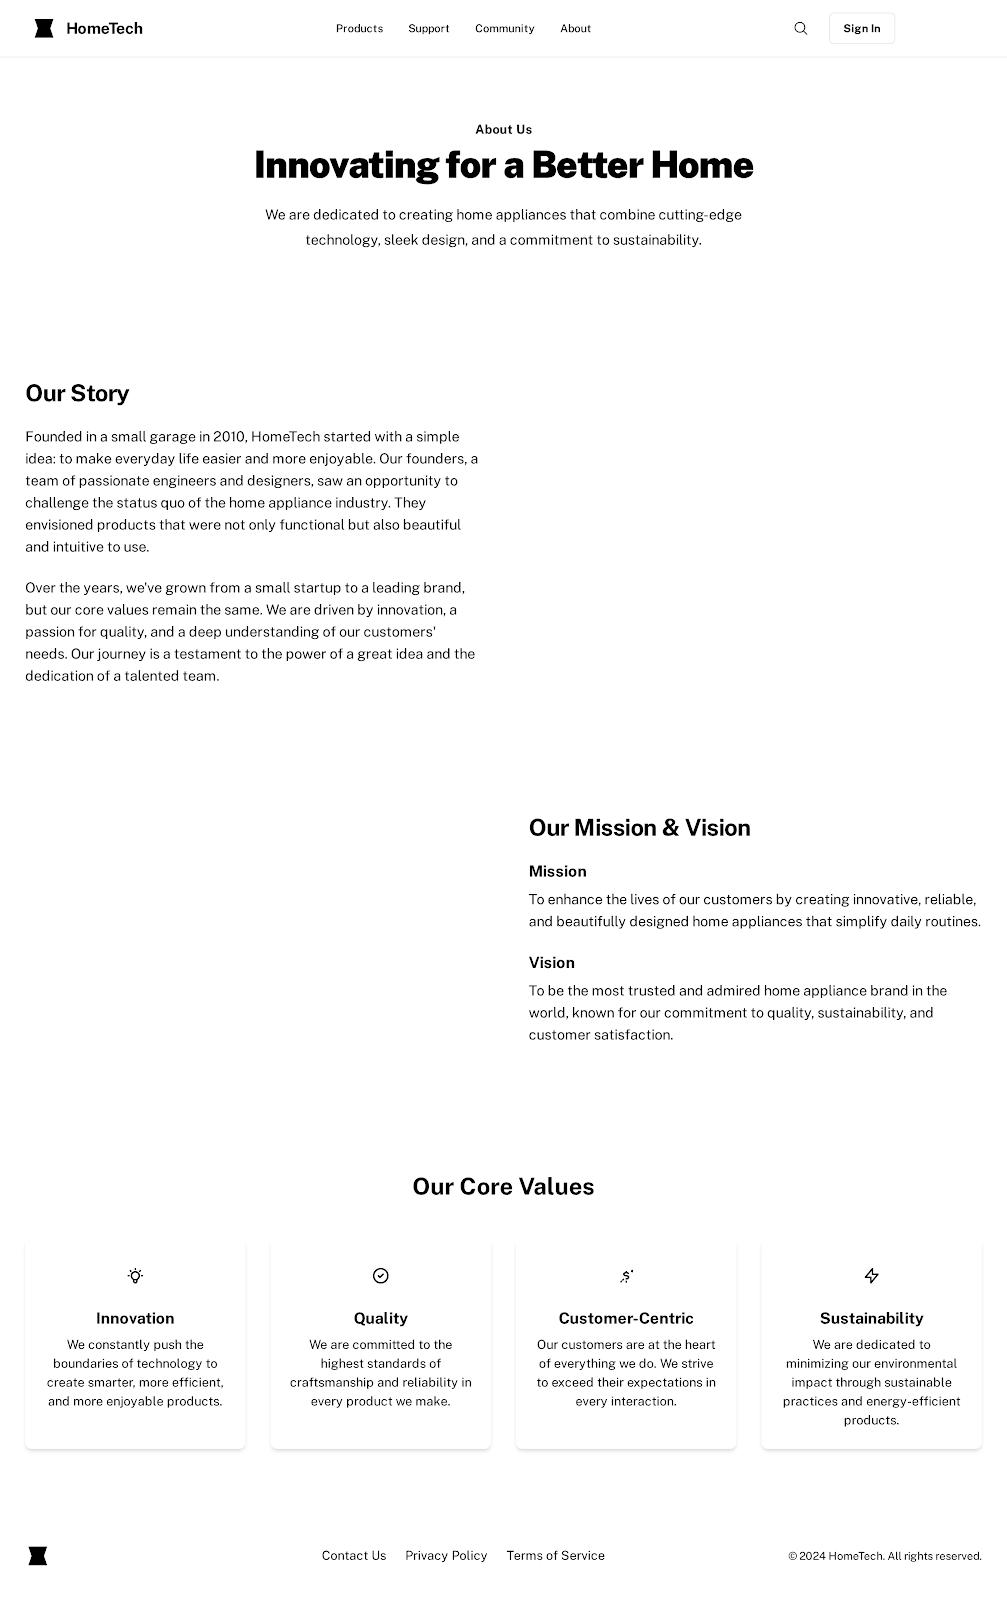 HomeTech
Products
Support
Community
About
Sign In
About Us
Innovating for a Better Home
We are dedicated to creating home appliances that combine cutting-edge
technology, sleek design, and a commitment to sustainability.
Our Story
Founded in a small garage in 2010, HomeTech started with a simple
idea: to make everyday life easier and more enjoyable. Our founders, a
team of passionate engineers and designers, saw an opportunity to
challenge the status quo of the home appliance industry. They
envisioned products that were not only functional but also beautiful
and intuitive to use.
Over the years, we've grown from a small startup to a leading brand,
but our core values remain the same. We are driven by innovation, a
passion for quality, and a deep understanding of our customers'
needs. Our journey is a testament to the power of a great idea and the
dedication of a talented team.
Our Mission & Vision
Mission
To enhance the lives of our customers by creating innovative, reliable,
and beautifully designed home appliances that simplify daily routines.
Vision
To be the most trusted and admired home appliance brand in the
world, known for our commitment to quality, sustainability, and
customer satisfaction.
Our Core Values
Innovation
We constantly push the
boundaries of technology to
create smarter, more efficient,
and more enjoyable products.
Quality
We are committed to the
highest standards of
craftsmanship and reliability in
every product we make.
Customer-Centric
Our customers are at the heart
of everything we do. We strive
to exceed their expectations in
every interaction.
Sustainability
We are dedicated to
minimizing our environmental
impact through sustainable
practices and energy-efficient
products.
Contact Us
Privacy Policy
Terms of Service
© 2024 HomeTech. All rights reserved.